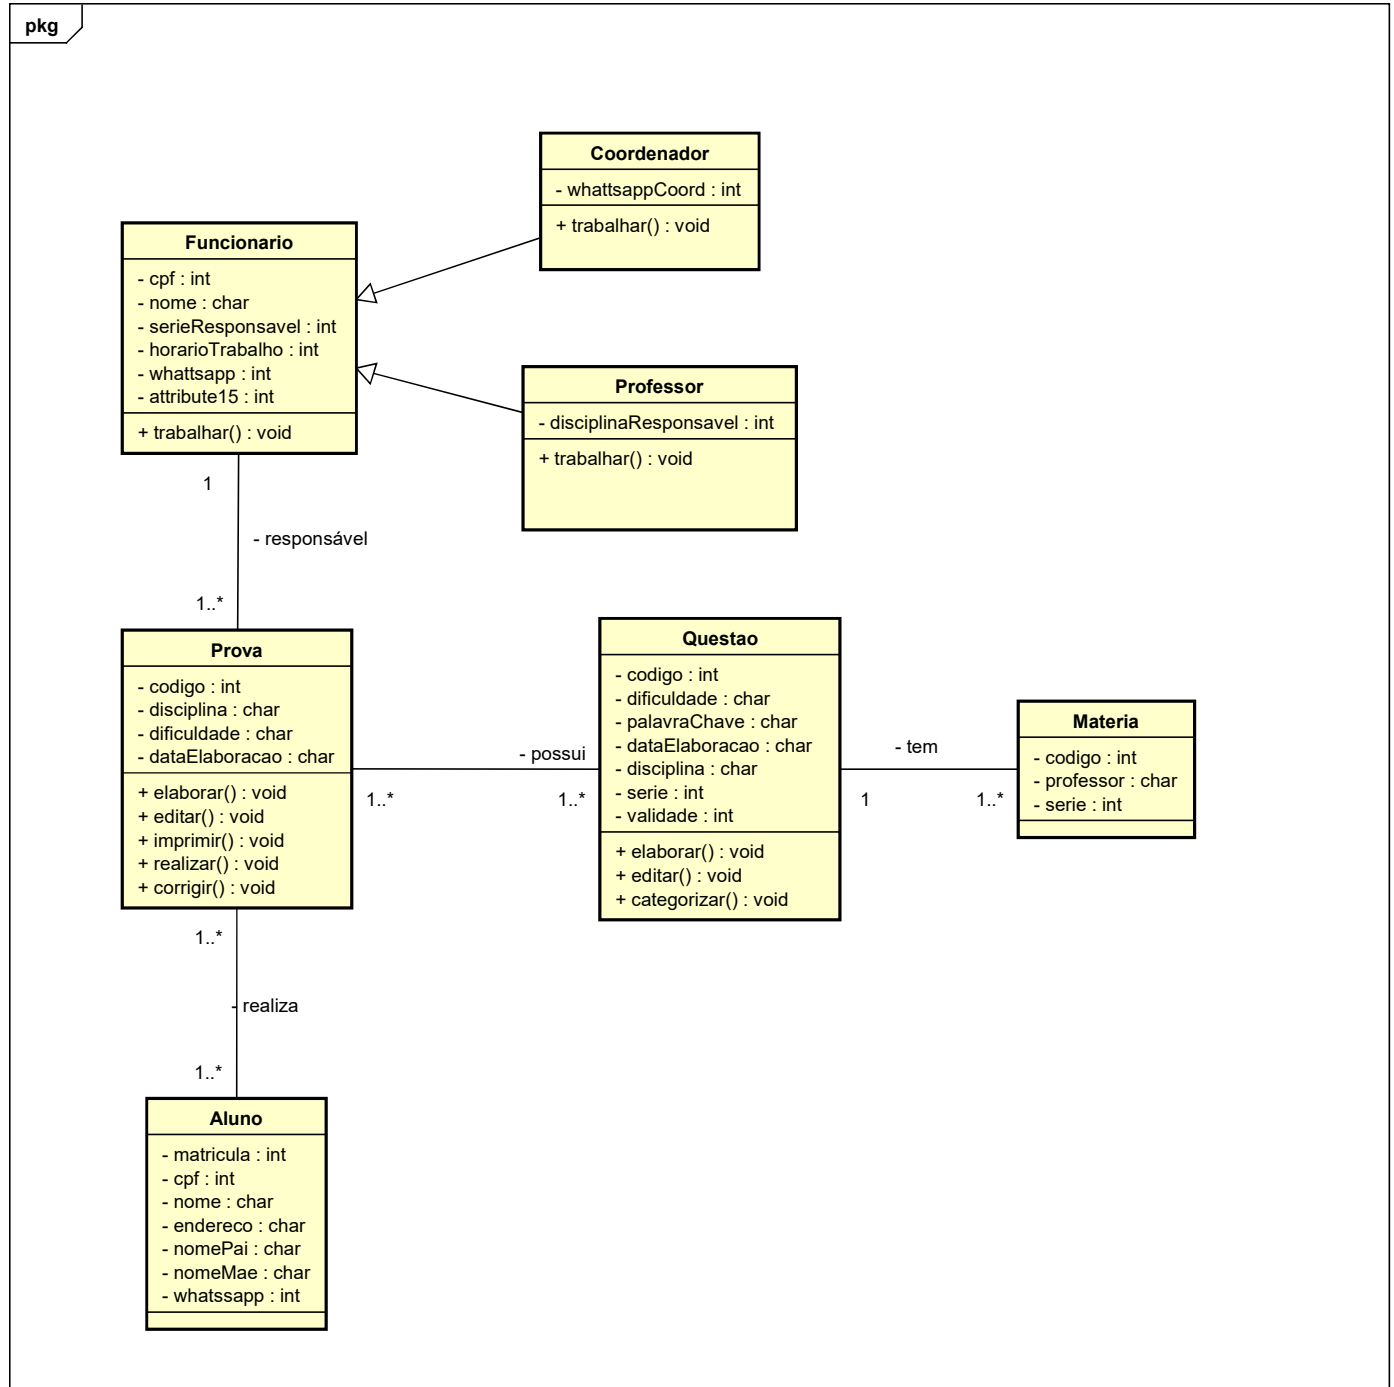 pkg
Coordenador
- whattsappCoord : int
+ trabalhar() : void
Funcionario
- cpf : int
- nome : char
- serieResponsavel : int
- horarioTrabalho : int
- whattsapp : int
- attribute15 : int
+ trabalhar() : void
Professor
- disciplinaResponsavel : int
+ trabalhar() : void
1
- responsável
1..*
Prova
- codigo : int
- disciplina : char
- dificuldade : char
- dataElaboracao : char
+ elaborar() : void
+ editar() : void
+ imprimir() : void
+ realizar() : void
+ corrigir() : void
- possui
1..*
1..*
Questao
- codigo : int
- dificuldade : char
- palavraChave : char
- dataElaboracao : char
- disciplina : char
- serie : int
- validade : int
+ elaborar() : void
+ editar() : void
+ categorizar() : void
- tem
1
1..*
Materia
- codigo : int
- professor : char
- serie : int
1..*
- realiza
1..*
Aluno
- matricula : int
- cpf : int
- nome : char
- endereco : char
- nomePai : char
- nomeMae : char
- whatssapp : int